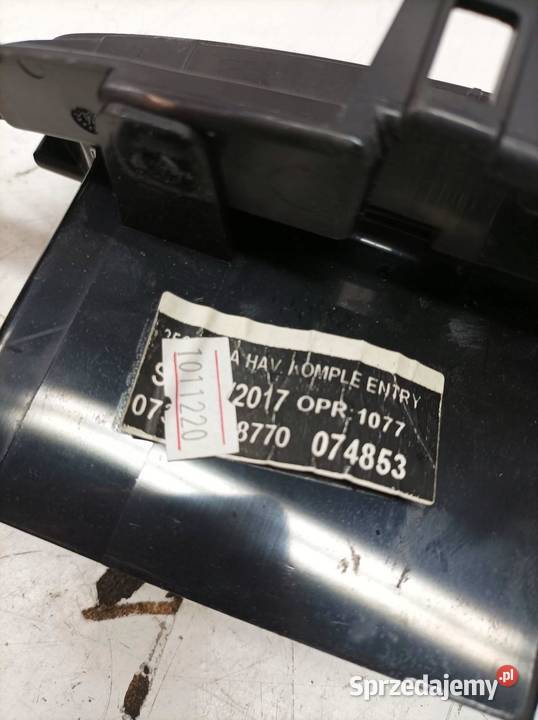 HAV. KOMPLE ENTRY
/2017 OPR: 1077
8770 074853
1011220
Sprzedajemy.pl